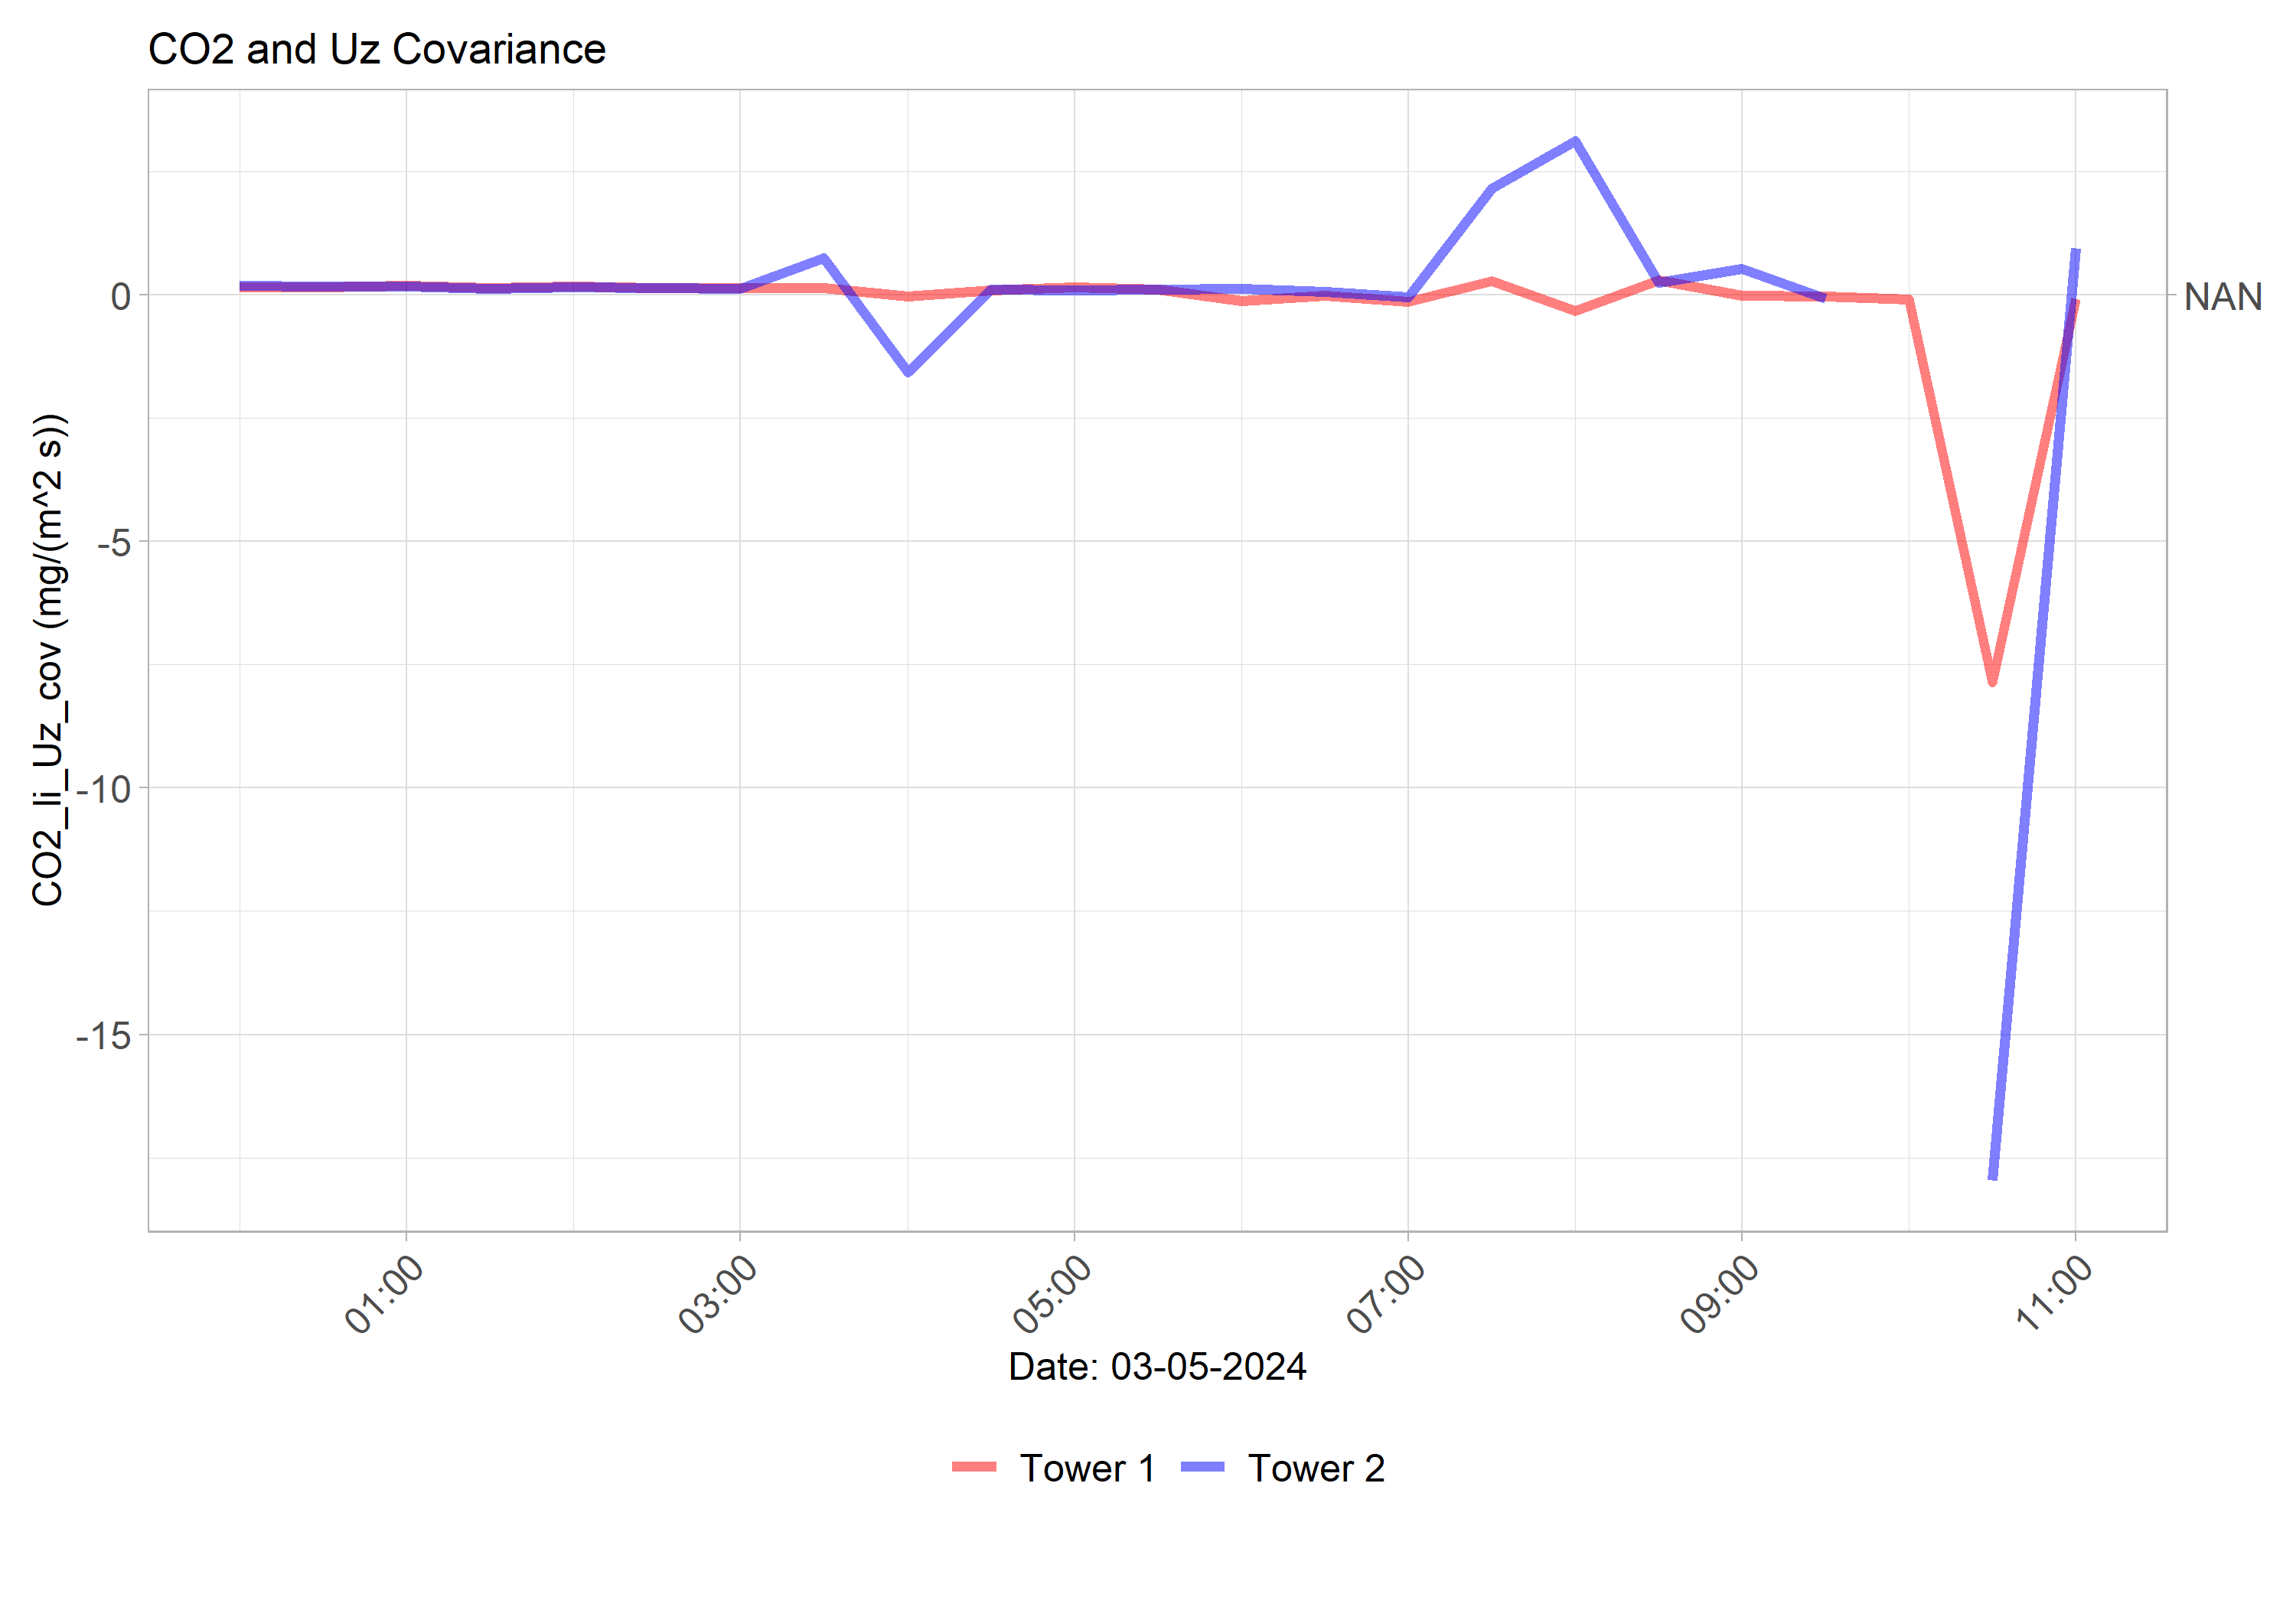 CO2 and Uz Covariance
CO2_li_Uz_cov (mg/(m^2 s))
0
-5
-10
-15
NAN
01:00
03:00
05:00
07:00
09:00
11:00
Date: 03-05-2024
Tower 1
Tower 2